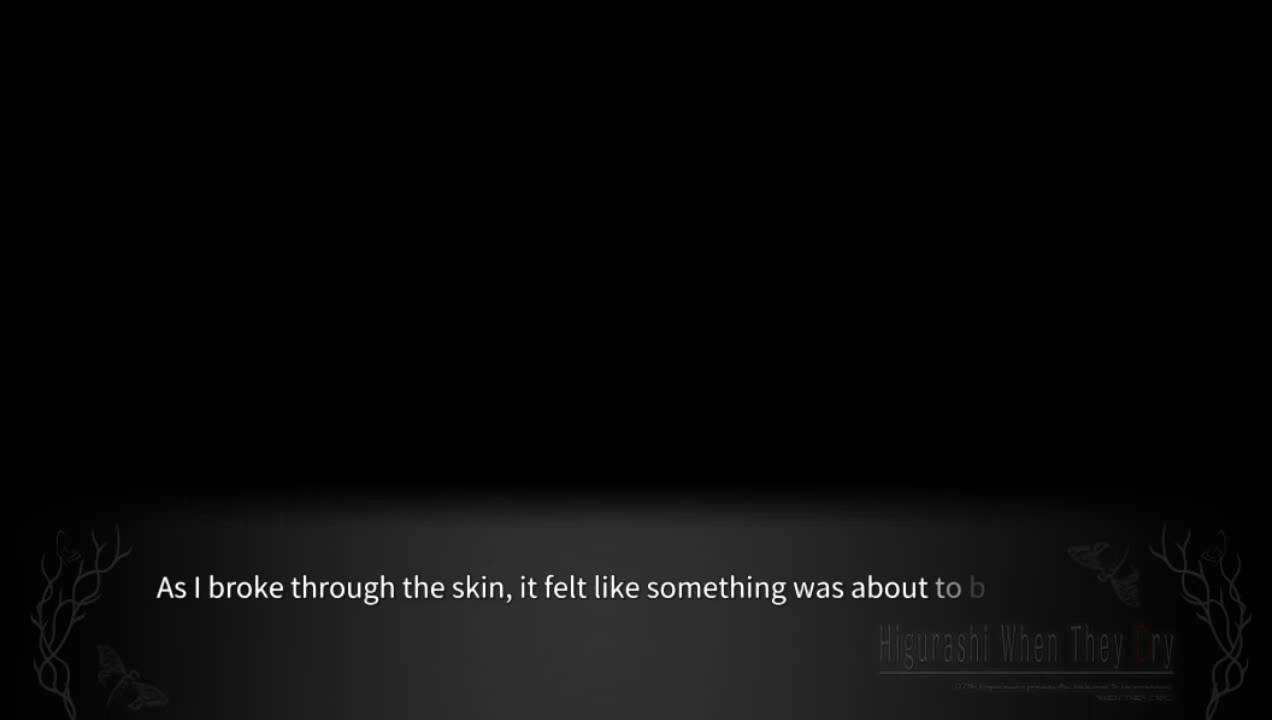 As I broke through the skin, it felt like something was about to b
Higurashi When They Cry